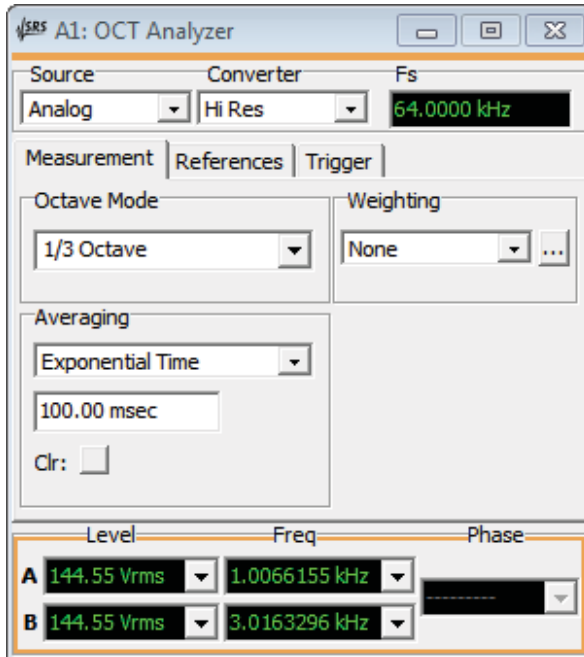 SRS A1: OCT Analyzer
Source Converter Fs
Analog Hi Res 64.0000 kHz
Measurement References Trigger
Octave Mode Weighting
1/3 Octave None ...
Averaging
Exponential Time
100.00 msec
Clr:
Level Freq Phase
A 144.55 Vrms 1.0066155 kHz ---------
B 144.55 Vrms 3.0163296 kHz